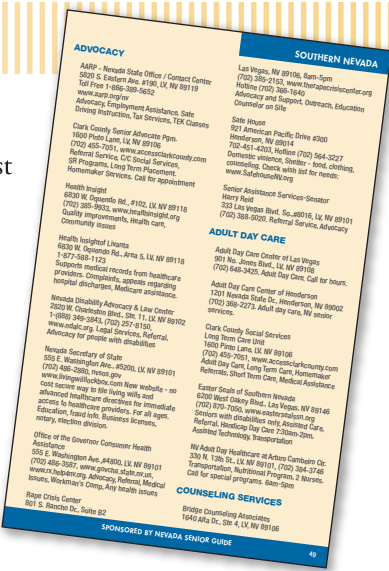 st
SOUTHERN NEVADA
ADVOCACY
AARP - Nevada State Office / Contact Center
5820 S. Eastern Ave. #190, LV, NV 89119
Toll Free 1-866-389-5652
www.aarp.org/nv
Advocacy, Employment Assistance, Safe
Driving Instruction, Tax Services, TEK Classes
Clark County Senior Advocate Pgm.
1600 Pinto Lane, LV, NV 89106
(702) 455-7051, www.accessclarkcounty.com
Referral Service, C/C Social Services,
SR Programs, Long Term Placement.
Homemaker Services. Call for appointment
Health Insight
6830 W. Oquendo Rd., #102, LV, NV 89118
(702) 385-9933, www.healthinsight.org
Quality improvements, Health care,
Community issues
Health Insightof Livanta
6830 W. Oquendo Rd., Area 5, LV, NV 89118
1-877-588-1123
Supports medical records from healthcare
providers. Complaints, appeals regarding
hospital discharges, Medicare assistance.
Nevada Disability Advocacy & Law Center
2820 W. Charleston Blvd., Ste. 11, LV, NV 89102
1-(888) 349-3843, (702) 257-8150,
www.ndalc.org. Legal Services, Referral,
Advocacy for people with disabilities
Nevada Secretary of State
555 E. Washington Ave., #5200, LV, NV 89101
(702) 486-2880, nvsos.gov
www.livingwilllockbox.com New website - no
cost secure way to file living wills and
advanced healthcare directives for immediate
access to healthcare providers. For all ages.
Education, fraud info, Business licenses,
notary, election division.
Office of the Governor Consumer Health
Assistance
555 E. Washington Ave.,#4800, LV, NV 89101
(702) 486-3587, www.govcha.state.nv.us,
www.rxhelp4nv.org. Advocacy, Referral, Medical
Issues, Workman's Comp, Any health issues
Rape Crisis Center
801 S. Rancho Dr., Suite B2
Las Vegas, NV 89106, 8am-5pm
(702) 385-2153, www.therapecrisiscenter.org
Hotline (702) 366-1640
Advocacy and Support, Outreach, Education
Counselor on Site
Safe House
921 American Pacific Drive #300
Henderson, NV 89014
702-451-4203, Hotline (702) 564-3227
Domestic violence, Shelter - food, clothing,
counseling. Check wish list for needs:
www.SafehouseNV.org
Senior Assistance Services-Senator
Harry Reid
333 Las Vegas Blvd. So.,#8016, LV, NV 89101
(702) 388-5020. Referral Service, Advocacy
ADULT DAY CARE
Adult Day Care Center of Las Vegas
901 No. Jones Blvd., LV, NV 89108
(702) 648-3425, Adult Day Care. Call for hours.
Adult Day Care Center of Henderson
1201 Nevada State Dr., Henderson, NV 89002
(702) 368-2273. Adult day care, NV senior
services.
Clark County Social Services
Long Term Care Unit
1600 Pinto Lane, LV, NV 89106
(702) 455-7051, www.accessclarkcounty.com
Adult Day Care, Long Term Care, Homemaker
Referrals, Short Term Care, Medical Assistance
Easter Seals of Southern Nevada
6200 West Oakey Blvd., Las Vegas, NV 89146
(702) 870-7050, www.eastersealssn.org
Seniors with disabilities only, Assisted Care,
Referral, Handicap Day Care 7:30am-2pm.
Assisted Technology, Transportation
NV Adult Day Healthcare at Arturo Cambeiro Ctr.
330 N. 13th St., LV, NV 89101, (702) 384-3746
Transportation, Nutritional Program, 2 Nurses.
Call for special programs. 6am-5pm
COUNSELING SERVICES
Bridge Counseling Associates
1640 Alta Dr., Ste 4, LV, NV 89106
SPONSORED BY NEVADA SENIOR GUIDE
49